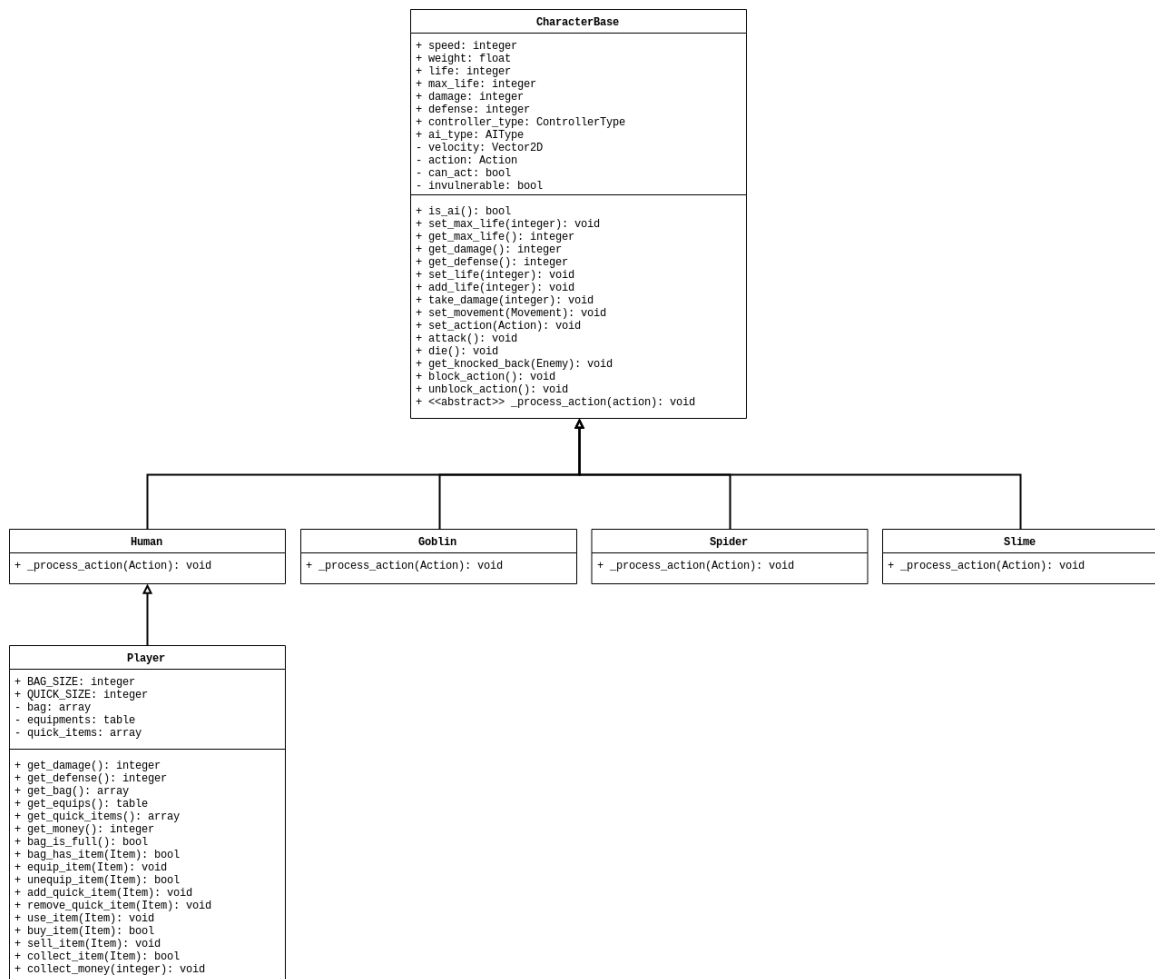 CharacterBase
+ speed: integer
+ weight: float
+ life: integer
+ max_life: integer
+ damage: integer
+ defense: integer
+ controller_type: ControllerType
+ ai_type: AIType
- velocity: Vector2D
- action: Action
- can_act: bool
- invulnerable: bool
+ is_ai(): bool
+ set_max_life(integer): void
+ get_max_life(): integer
+ get_damage(): integer
+ get_defense(): integer
+ set_life(integer): void
+ add_life(integer): void
+ take_damage(integer): void
+ set_movement(Movement): void
+ set_action(Action): void
+ attack(): void
+ die(): void
+ get_knocked_back(Enemy): void
+ block_action(): void
+ unblock_action(): void
+ <<abstract>> _process_action(action): void
Human
+ _process_action(Action): void
Goblin
+ _process_action(Action): void
Spider
+ _process_action(Action): void
Slime
+ _process_action(Action): void
Player
+ BAG_SIZE: integer
+ QUICK_SIZE: integer
- bag: array
- equipments: table
- quick_items: array
+ get_damage(): integer
+ get_defense(): integer
+ get_bag(): array
+ get_equips(): table
+ get_quick_items(): array
+ get_money(): integer
+ bag_is_full(): bool
+ bag_has_item(Item): bool
+ equip_item(Item): void
+ unequip_item(Item): bool
+ add_quick_item(Item): void
+ remove_quick_item(Item): void
+ use_item(Item): void
+ buy_item(Item): bool
+ sell_item(Item): void
+ collect_item(Item): bool
+ collect_money(integer): void